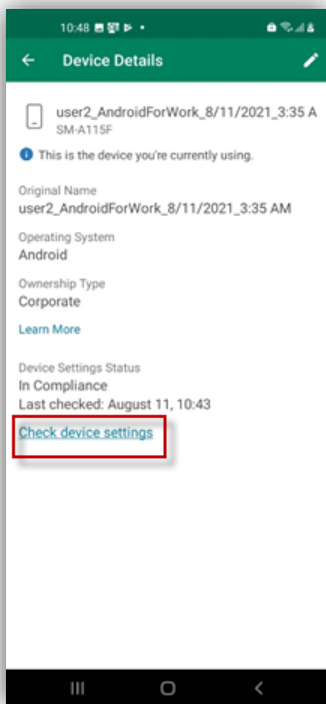 10:48
Device Details
user2_AndroidForWork_8/11/2021_3:35 A
SM-A115F
This is the device you're currently using.
Original Name
user2_AndroidForWork_8/11/2021_3:35 AM
Operating System
Android
Ownership Type
Corporate
Learn More
Device Settings Status
In Compliance
Last checked: August 11, 10:43
Check device settings